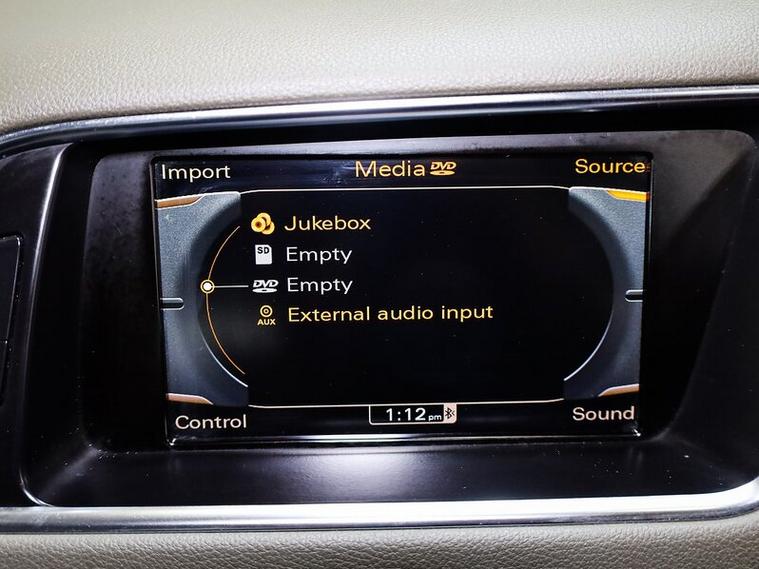 Import Media DVD Source
Jukebox
SD Empty
DVD Empty
AUX External audio input
Control 1:12 pm Sound